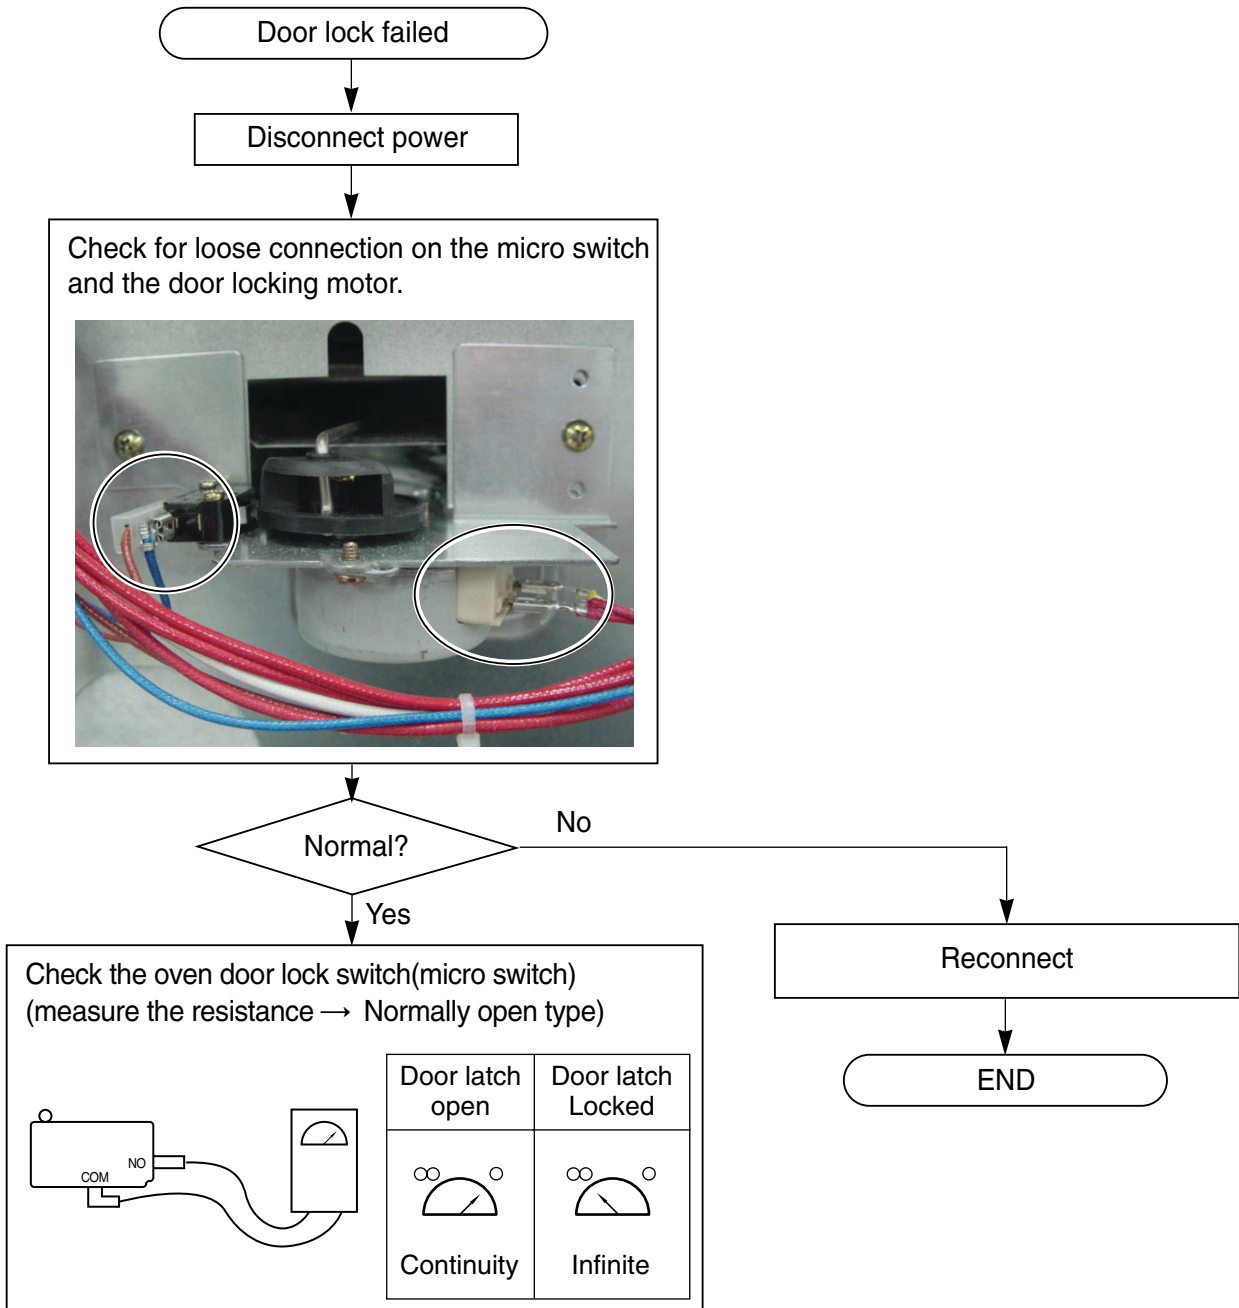 Door lock failed
Disconnect power
Check for loose connection on the micro switch
and the door locking motor.
Normal?
No
Yes
Reconnect
END
Check the oven door lock switch(micro switch)
(measure the resistance → Normally open type)
NO
COM
Door latch
open
Door latch
Locked
Continuity
Infinite